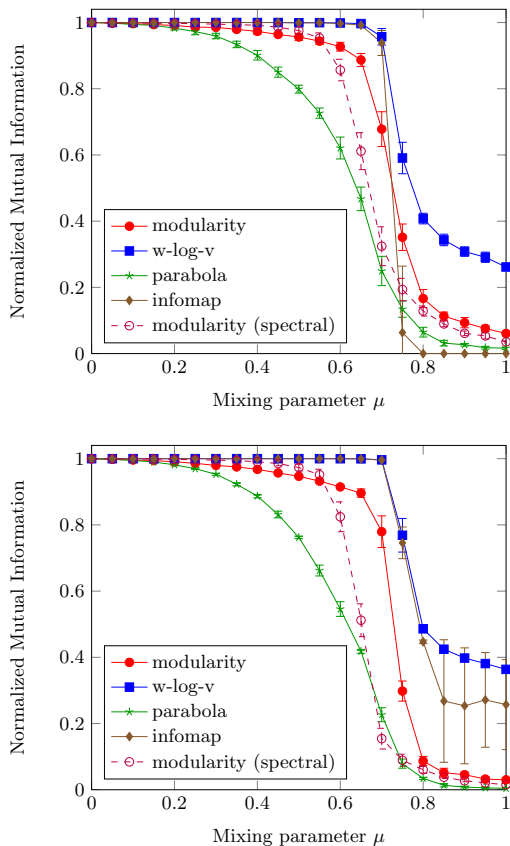 1
0.8
0.6
0.4
0.2
0
Normalized Mutual Information
modularity
w-log-v
parabola
infomap
modularity (spectral)
0 0.2 0.4 0.6 0.8 1
Mixing parameter μ
1
0.8
0.6
0.4
0.2
0
Normalized Mutual Information
modularity
w-log-v
parabola
infomap
modularity (spectral)
0 0.2 0.4 0.6 0.8 1
Mixing parameter μ